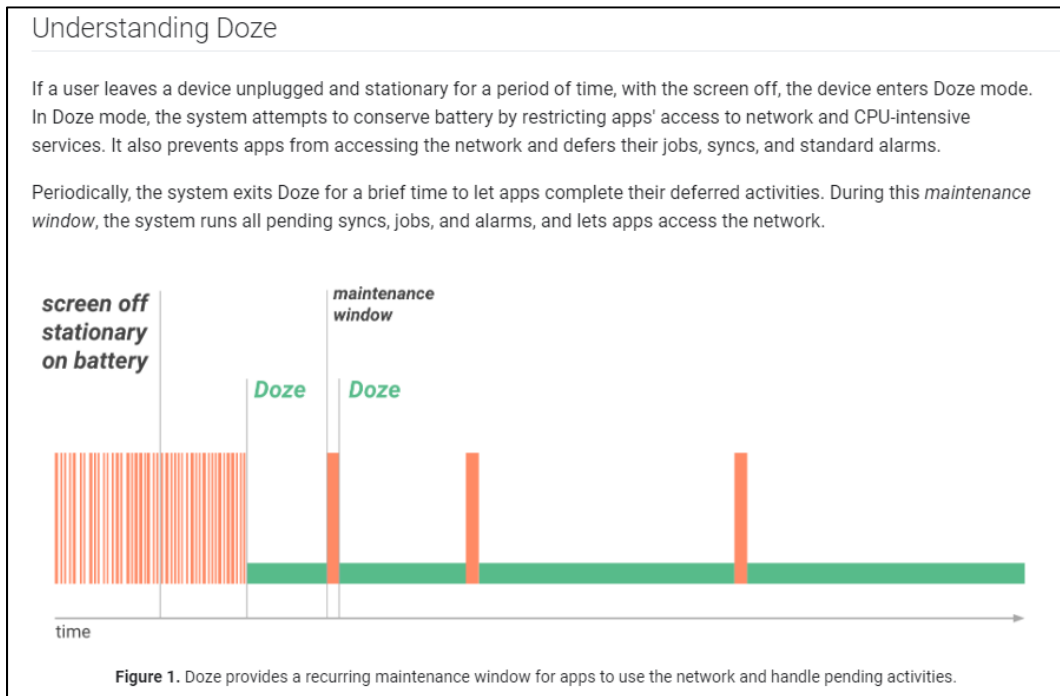 Understanding Doze
If a user leaves a device unplugged and stationary for a period of time, with the screen off, the device enters Doze mode.
In Doze mode, the system attempts to conserve battery by restricting apps' access to network and CPU-intensive
services. It also prevents apps from accessing the network and defers their jobs, syncs, and standard alarms.
Periodically, the system exits Doze for a brief time to let apps complete their deferred activities. During this maintenance
window, the system runs all pending syncs, jobs, and alarms, and lets apps access the network.
screen off
stationary
on battery
maintenance
window
Doze
Doze
time
Figure 1. Doze provides a recurring maintenance window for apps to use the network and handle pending activities.